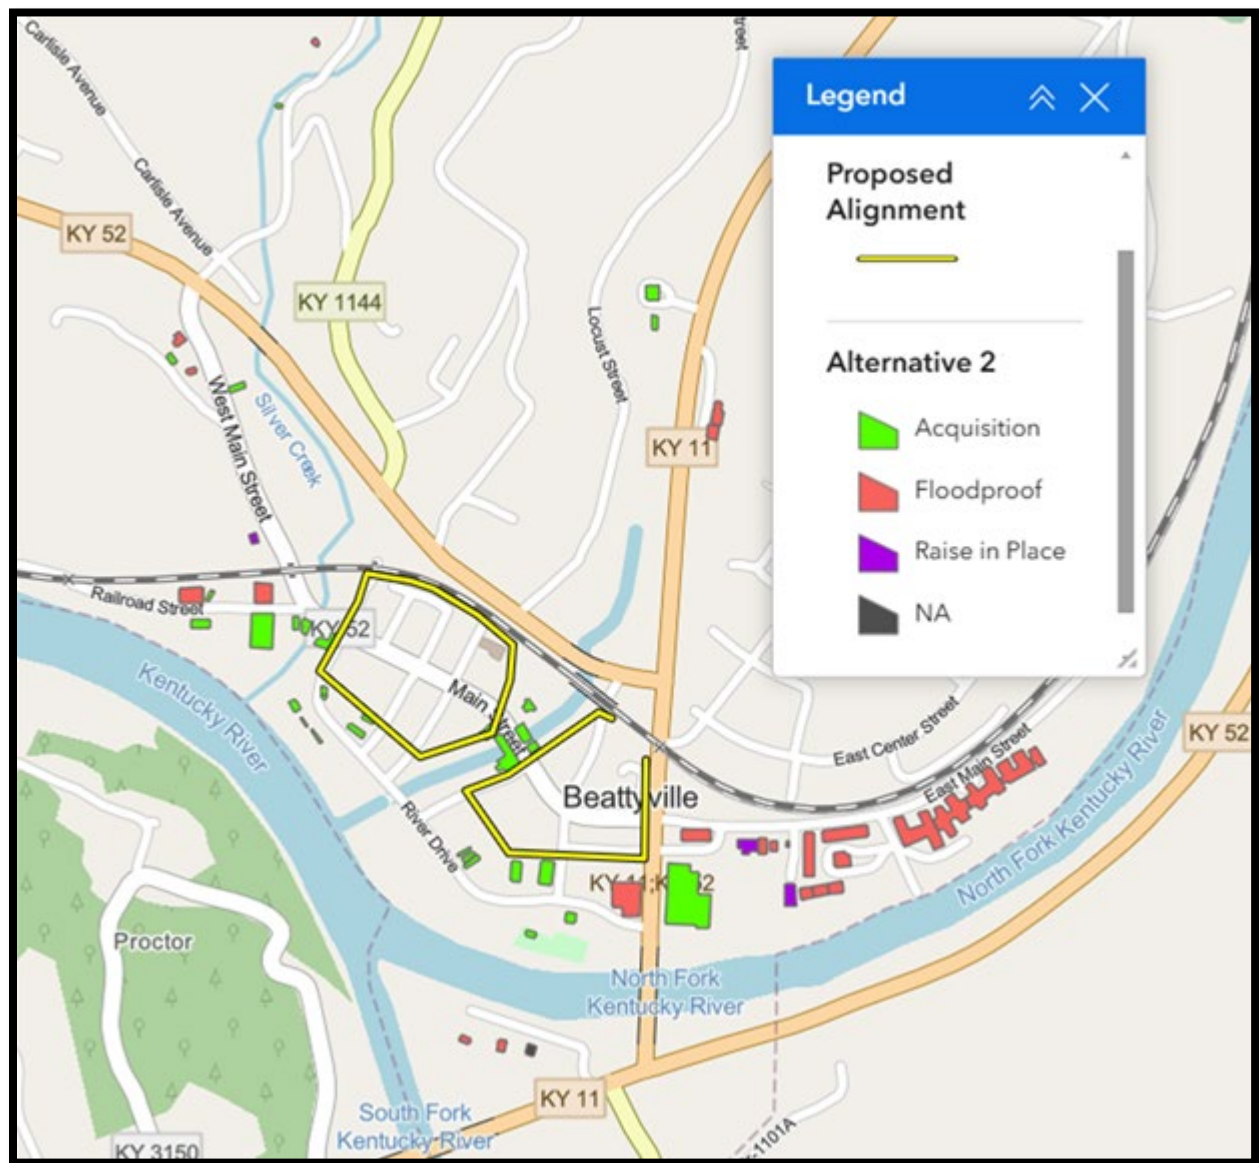 Carlisle Avenue
Carlisle Avenue
KY 52
KY 1144
Street
Locust Street
Legend
Proposed
Alignment
Alternative 2
Acquisition
Floodproof
Raise in Place
NA
KY 11
West Main Street
Silver Creek
Railroad Street
KY 52
Kentucky River
Main Street
River Drive
Beattyville
East Center Street
East Main Street
KY 52
North Fork Kentucky River
Proctor
North Fork
Kentucky River
KY 11
South Fork
Kentucky River
KY 3150
-1101A